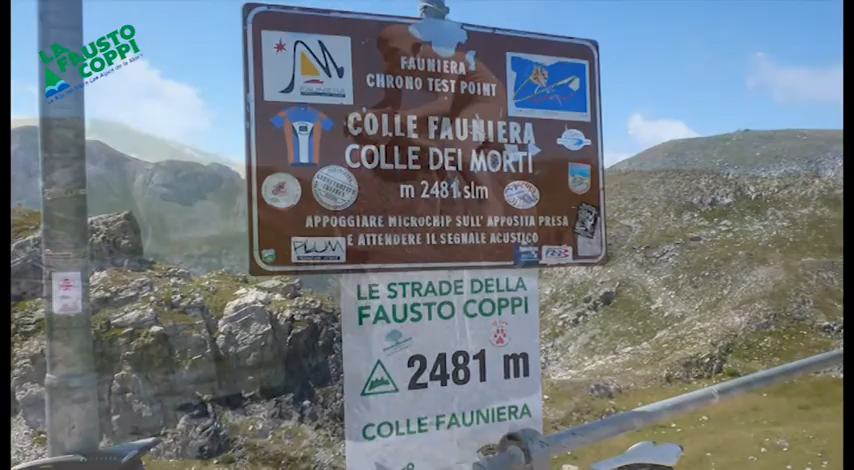 LA
FAUSTO
COPPI
FAUNIERA
CHRONO TEST POINT
FAUNIERA
COLLE FAUNIERA
COLLE DEI MORTI
m 2481 slm
APPOGGIARE MICROCHIP SULL'APPOSITA PRESA
E ATTENDERE IL SEGNALE ACUSTICO
PLUM
LE STRADE DELLA
FAUSTO COPPI
2481 m
COLLE FAUNIERA